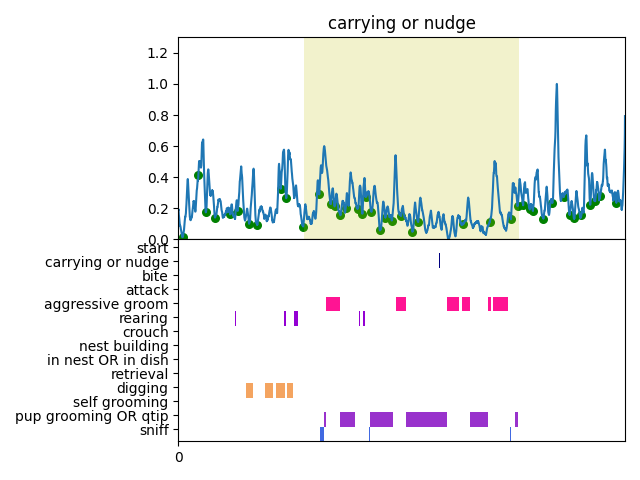 carrying or nudge
1.2
1.0
0.8
0.6
0.4
0.2
0.0
start
carrying or nudge
bite
attack
aggressive groom
rearing
crouch
nest building
in nest OR in dish
retrieval
digging
self grooming
pup grooming OR qtip
sniff
0